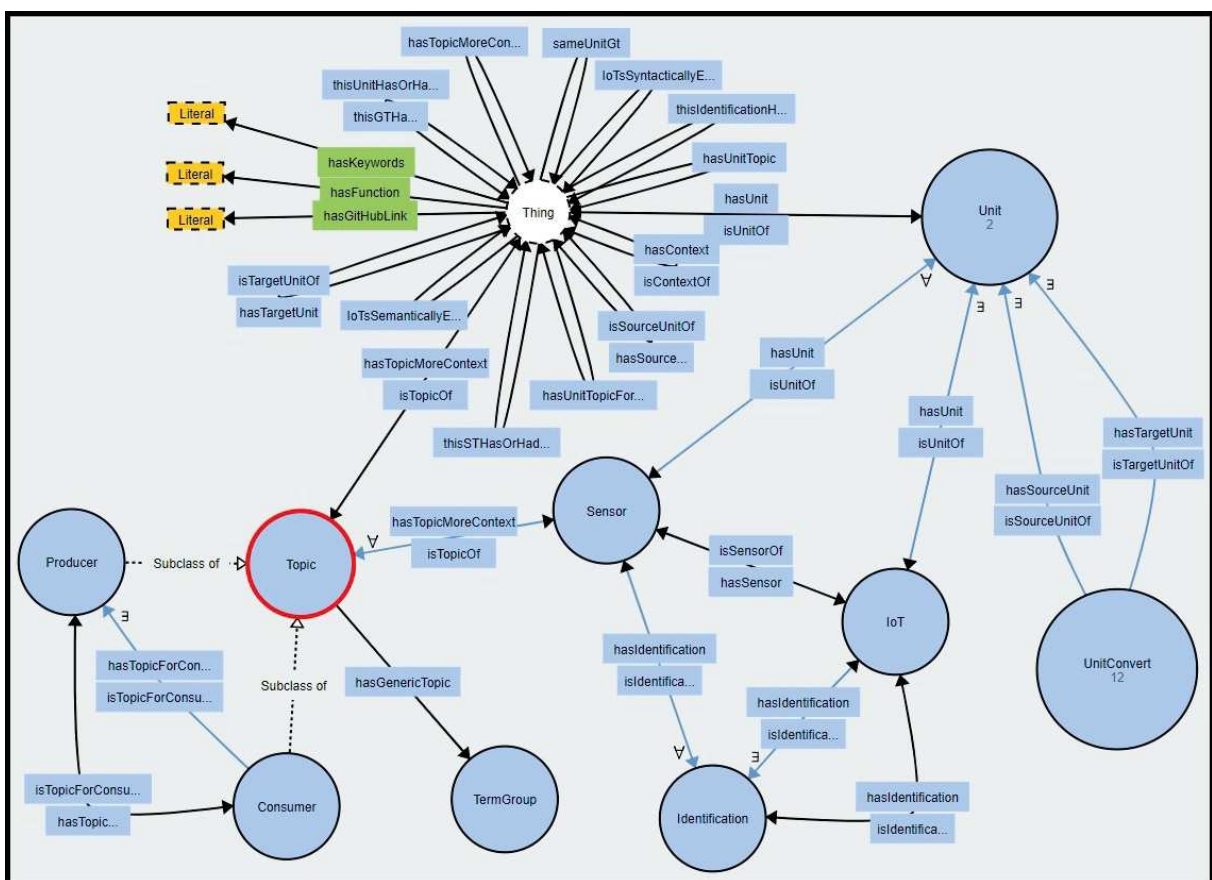 hasTopicMoreCon...
sameUnitGt
IoTsSyntacticallyE...
thisUnitHasOrHa...
thisGTHa...
thisIdentificationH...
Literal
hasKeywords
Literal
hasFunction
Literal
hasGitHubLink
Thing
hasUnitTopic
hasUnit
isUnitOf
Unit
2
hasContext
isContextOf
isTargetUnitOf
hasTargetUnit
IoTsSemanticallyE...
isSourceUnitOf
hasSource...
hasTopicMoreContext
isTopicOf
hasUnitTopicFor...
thisSTHasOrHad...
∀
∃
∃
∃
hasUnit
isUnitOf
hasUnit
isUnitOf
hasTargetUnit
isTargetUnitOf
hasSourceUnit
isSourceUnitOf
Sensor
hasTopicMoreContext
isTopicOf
∀
Producer
Subclass of
Topic
isSensorOf
hasSensor
IoT
UnitConvert
12
∃
hasTopicForCon...
isTopicForConsu...
Subclass of
hasGenericTopic
hasIdentification
isIdentifica...
hasIdentification
isIdentifica...
∀
∃
isTopicForConsu...
hasTopic...
Consumer
TermGroup
Identification
hasIdentification
isIdentifica...